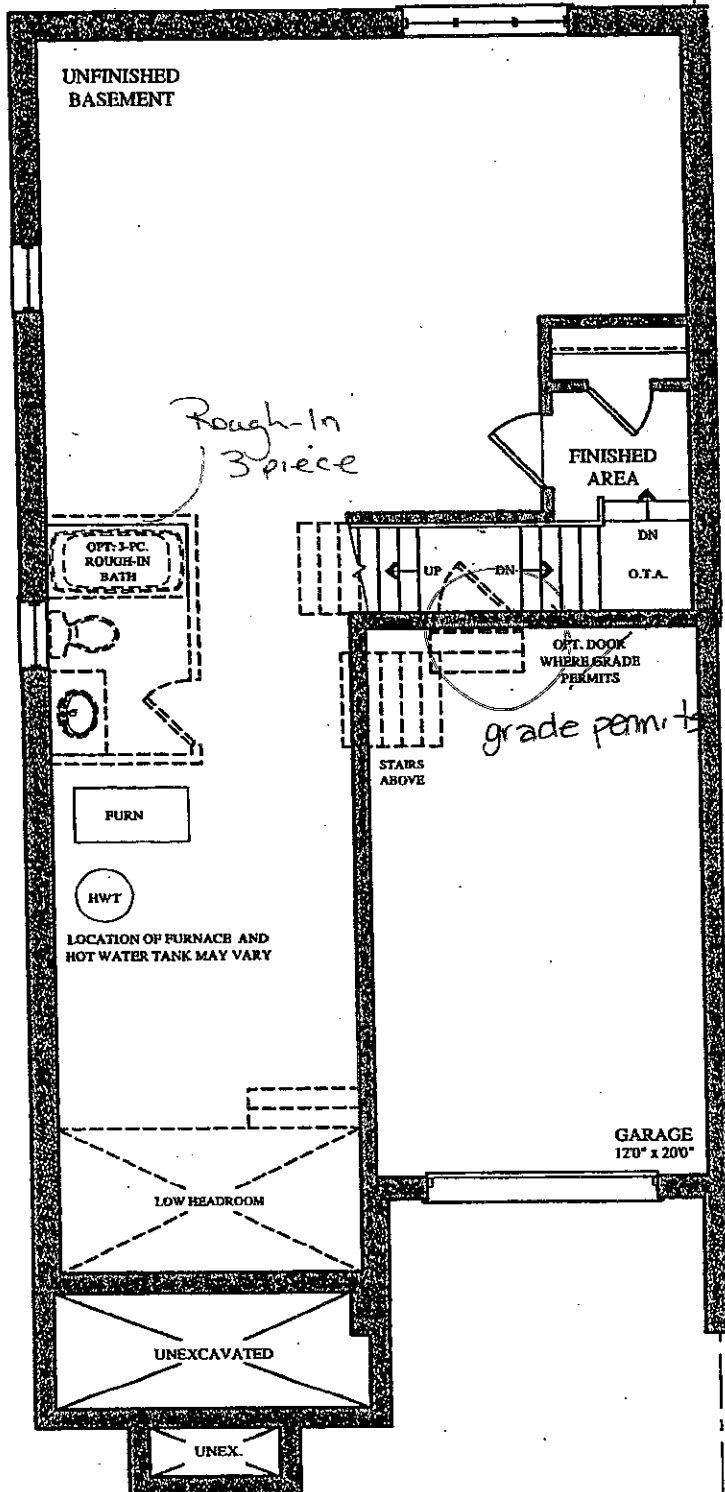 UNFINISHED
BASEMENT
Rough-In
3 piece
FINISHED
AREA
OPT. 3-PC.
ROUGH-IN
BATH
UP
DN
DN
O.T.A.
OPT. DOOR
WHERE GRADE
PERMITS
grade permits
STAIRS
ABOVE
FURN
HWT
LOCATION OF FURNACE AND
HOT WATER TANK MAY VARY
GARAGE
12'0" x 20'0"
LOW HEADROOM
UNEXCAVATED
UNEX.